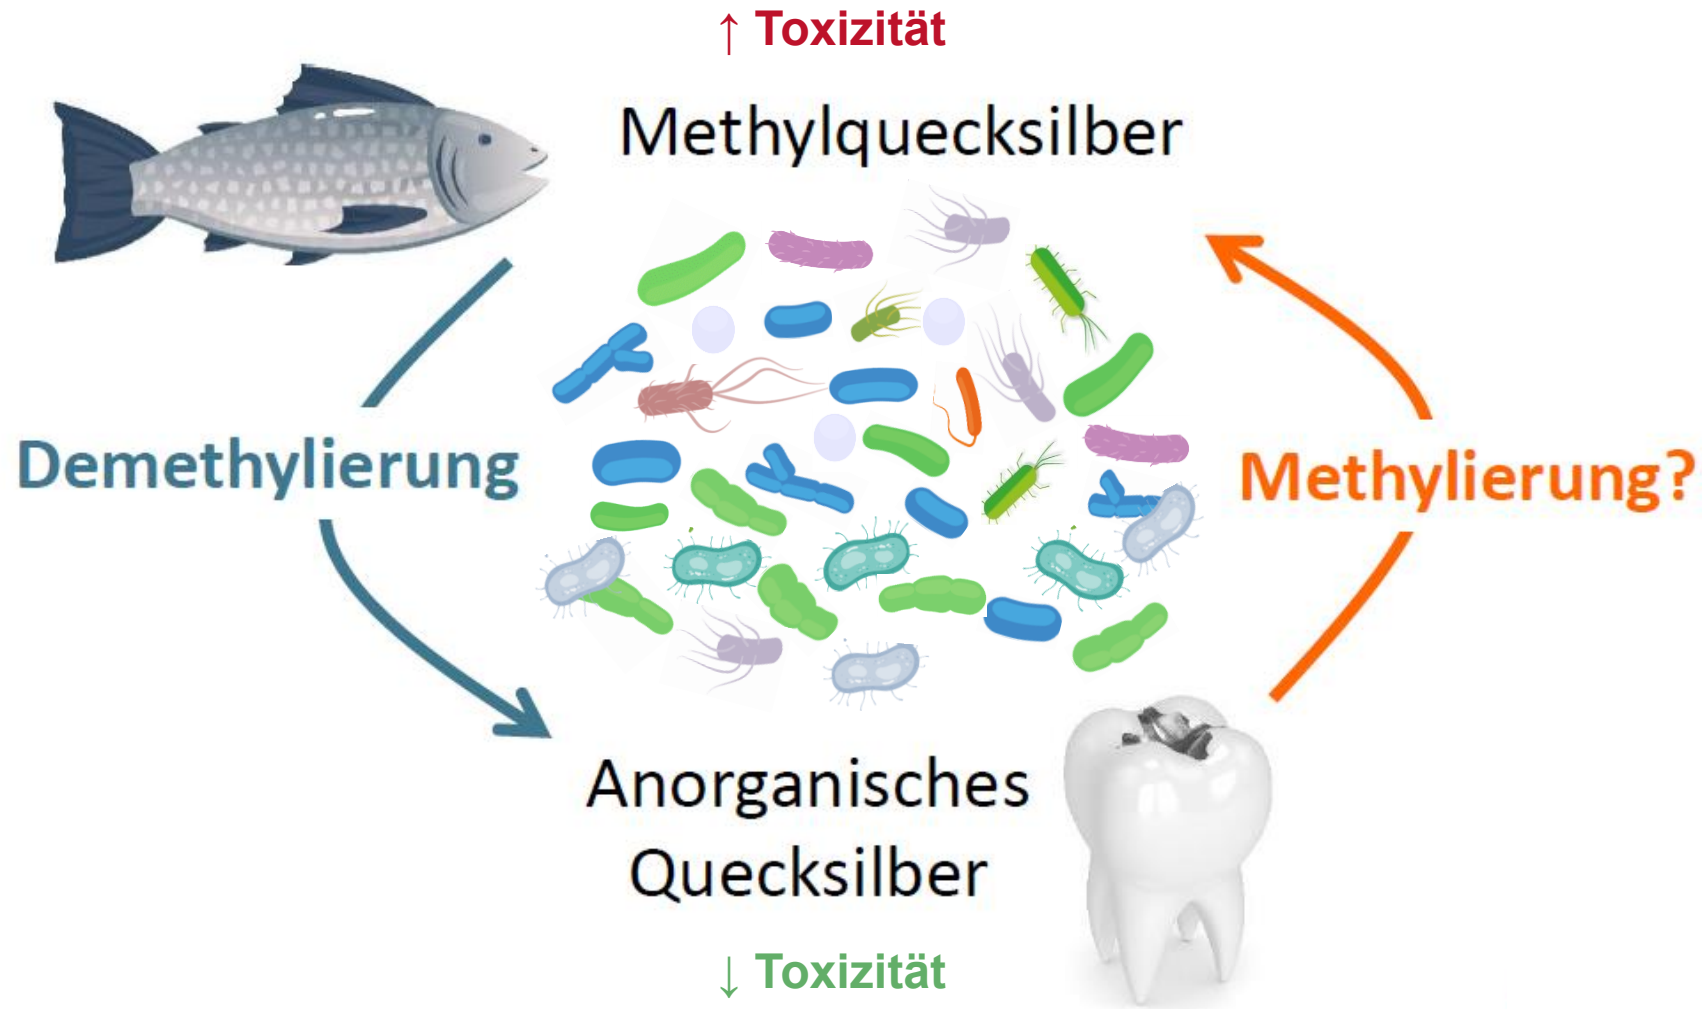 ↑ Toxizität
Methylquecksilber
Demethylierung
Methylierung?
Anorganisches
Quecksilber
↓ Toxizität